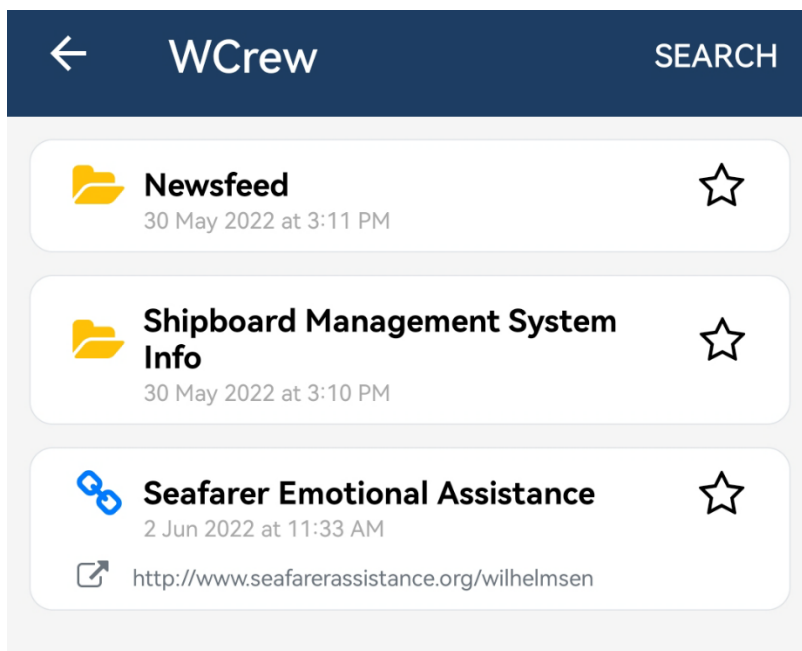 WCrew
SEARCH
Newsfeed
30 May 2022 at 3:11 PM
Shipboard Management System
Info
30 May 2022 at 3:10 PM
Seafarer Emotional Assistance
2 Jun 2022 at 11:33 AM
http://www.seafarerassistance.org/wilhelmsen